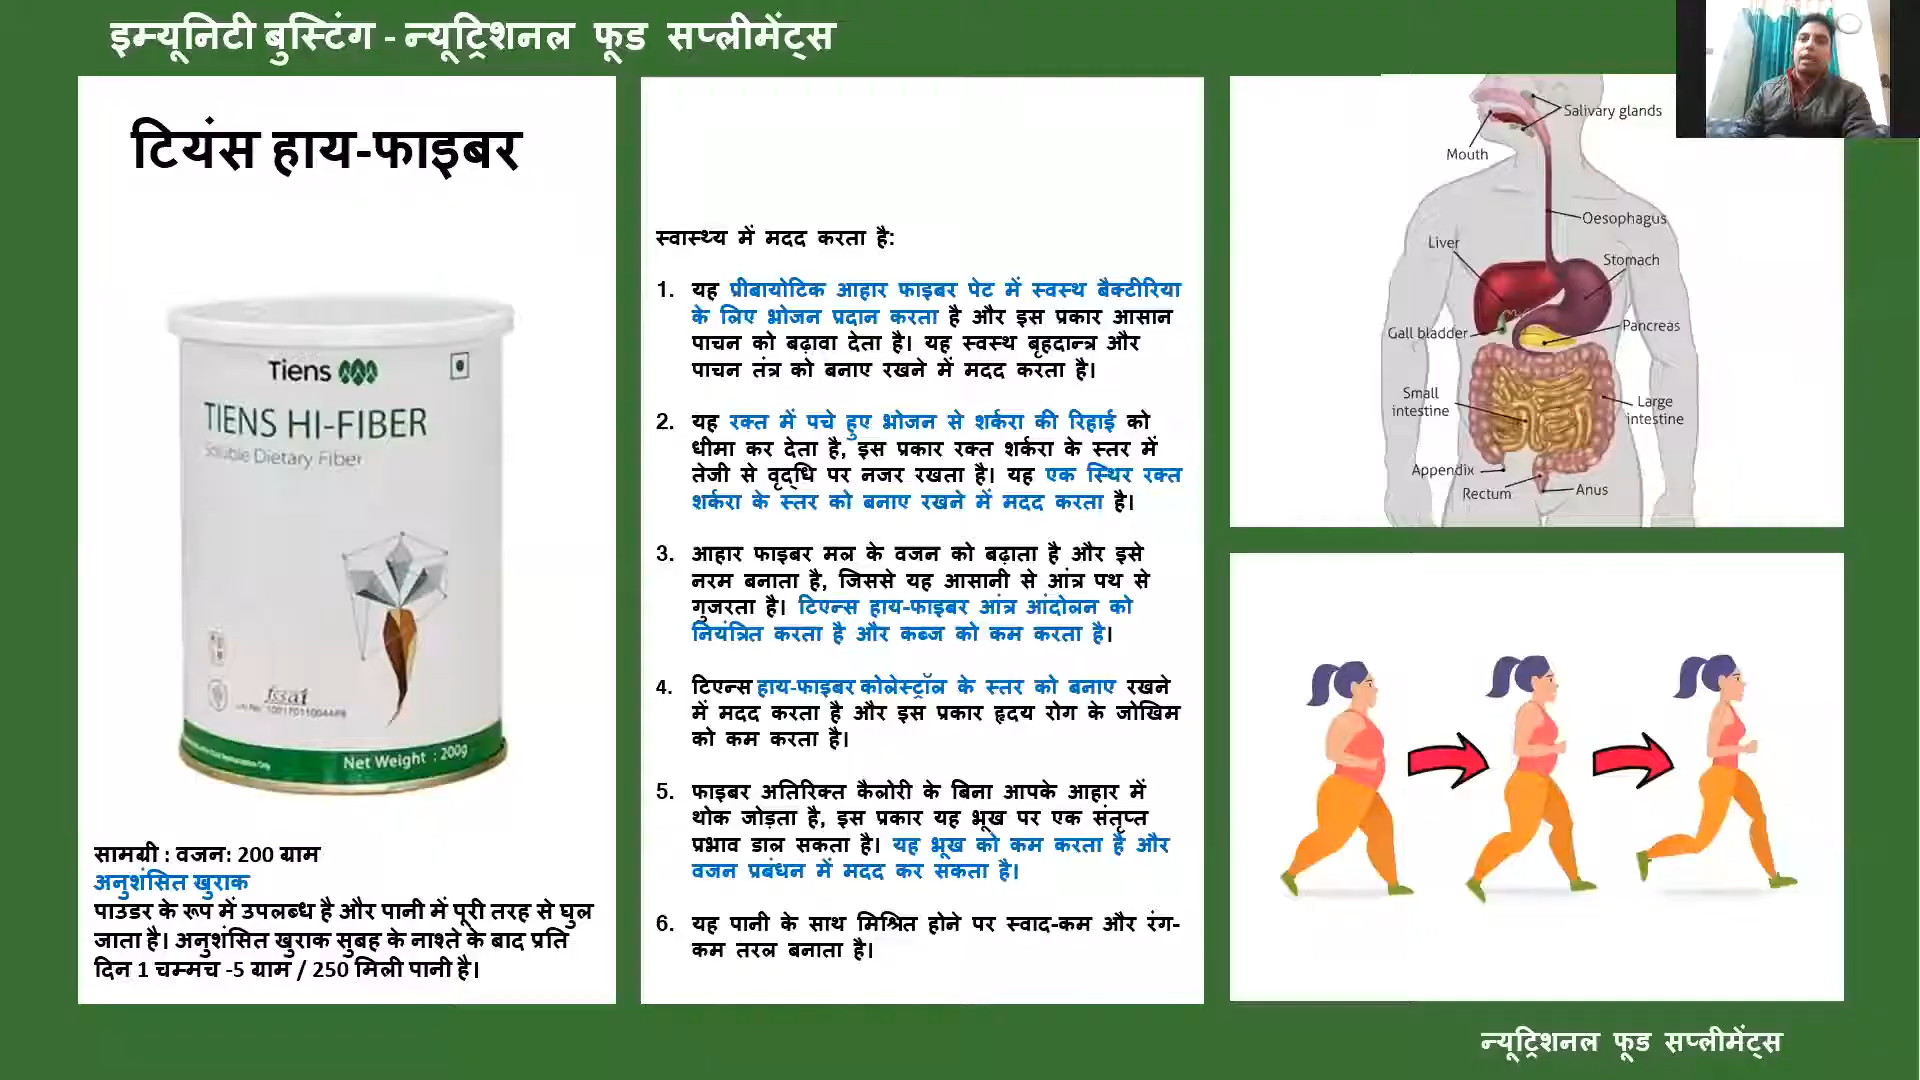 इम्यूनिटी बुस्टिंग - न्यूट्रिशनल फूड सप्लीमेंट्स
टियंस हाय-फाइबर
Tiens
TIENS HI-FIBER
Soluble Dietary Fiber
fssai
Net Weight : 200g
सामग्री : वजन: 200 ग्राम
अनुशंसित खुराक
पाउडर के रूप में उपलब्ध है और पानी में पूरी तरह से घुल
जाता है। अनुशंसित खुराक सुबह के नाश्ते के बाद प्रति
दिन 1 चम्मच -5 ग्राम / 250 मिली पानी है।
स्वास्थ्य में मदद करता है:
1. यह प्रीबायोटिक आहार फाइबर पेट में स्वस्थ बैक्टीरिया
के लिए भोजन प्रदान करता है और इस प्रकार आसान
पाचन को बढ़ावा देता है। यह स्वस्थ बृहदान्त्र और
पाचन तंत्र को बनाए रखने में मदद करता है।
2. यह रक्त में पचे हुए भोजन से शर्करा की रिहाई को
धीमा कर देता है, इस प्रकार रक्त शर्करा के स्तर में
तेजी से वृद्धि पर नजर रखता है। यह एक स्थिर रक्त
शर्करा के स्तर को बनाए रखने में मदद करता है।
3. आहार फाइबर मल के वजन को बढ़ाता है और इसे
नरम बनाता है, जिससे यह आसानी से आंत्र पथ से
गुजरता है। टिएन्स हाय-फाइबर आंत्र आंदोलन को
नियंत्रित करता है और कब्ज को कम करता है।
4. टिएन्स हाय-फाइबर कोलेस्ट्रॉल के स्तर को बनाए रखने
में मदद करता है और इस प्रकार हृदय रोग के जोखिम
को कम करता है।
5. फाइबर अतिरिक्त कैलोरी के बिना आपके आहार में
थोक जोड़ता है, इस प्रकार यह भूख पर एक संतृप्त
प्रभाव डाल सकता है। यह भूख को कम करता है और
वजन प्रबंधन में मदद कर सकता है।
6. यह पानी के साथ मिश्रित होने पर स्वाद-कम और रंग-
कम तरल बनाता है।
Salivary glands
Mouth
Oesophagus
Liver
Stomach
Gall bladder
Pancreas
Small
intestine
Large
intestine
Appendix
Rectum
Anus
न्यूट्रिशनल फूड सप्लीमेंट्स